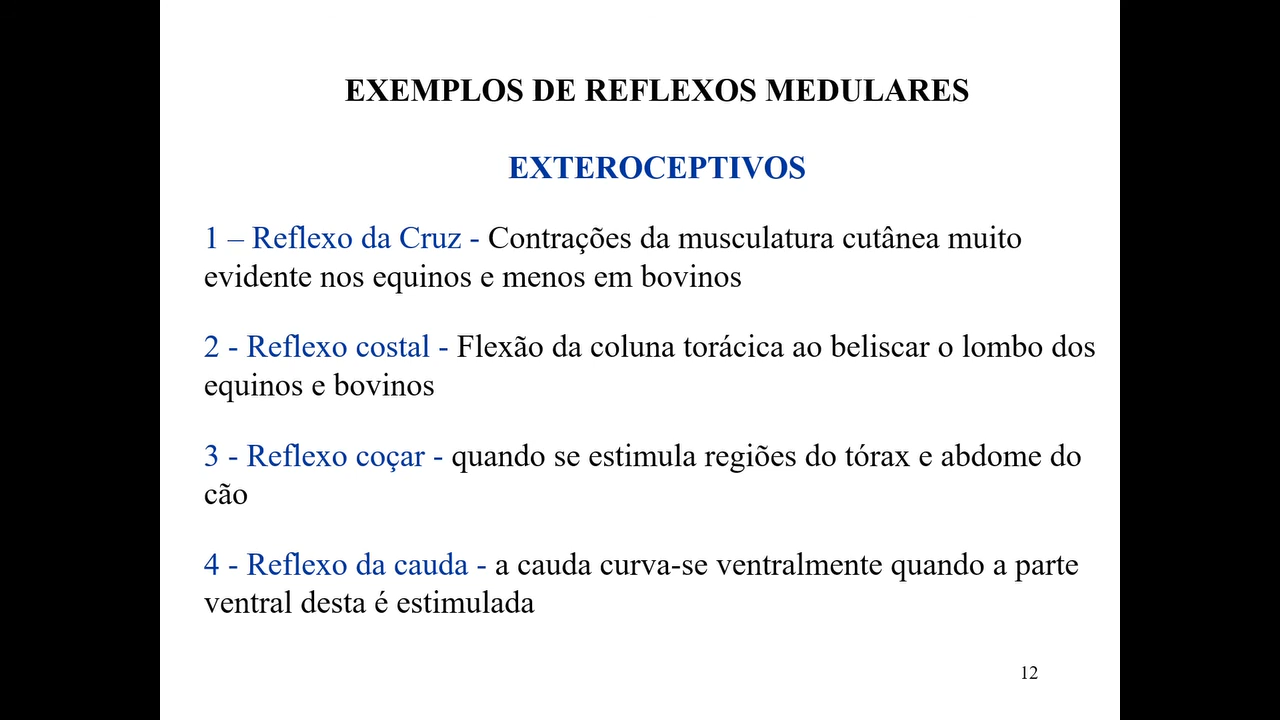 EXEMPLOS DE REFLEXOS MEDULARES
EXTEROCEPTIVOS
1 – Reflexo da Cruz - Contrações da musculatura cutânea muito
evidente nos equinos e menos em bovinos
2 - Reflexo costal - Flexão da coluna torácica ao beliscar o lombo dos
equinos e bovinos
3 - Reflexo coçar - quando se estimula regiões do tórax e abdome do
cão
4 - Reflexo da cauda - a cauda curva-se ventralmente quando a parte
ventral desta é estimulada
12